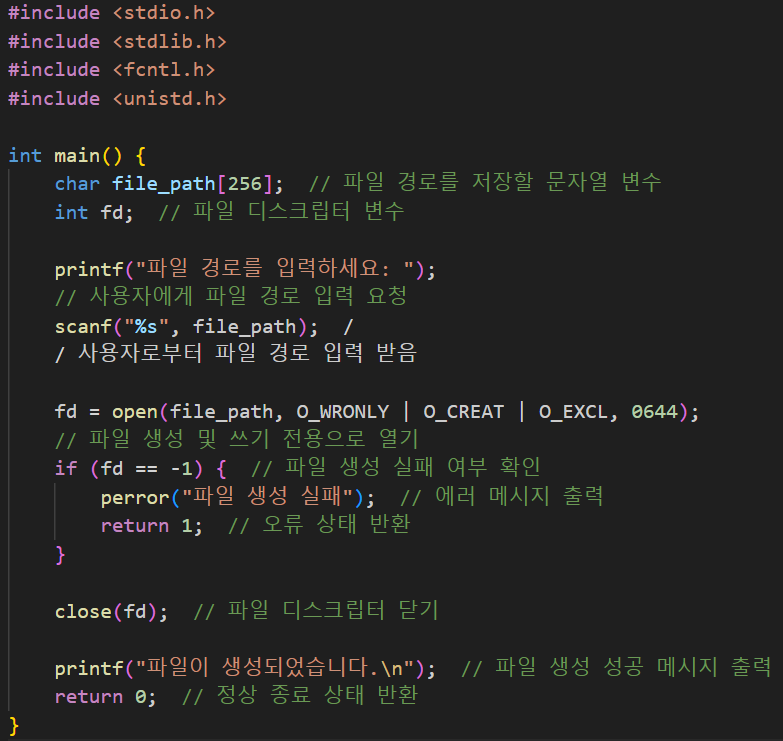 #include <stdio.h>
#include <stdlib.h>
#include <fcntl.h>
#include <unistd.h>

int main() {
    char file_path[256];  // 파일 경로를 저장할 문자열 변수
    int fd;  // 파일 디스크립터 변수

    printf("파일 경로를 입력하세요: ");
    // 사용자에게 파일 경로 입력 요청
    scanf("%s", file_path);  /
    / 사용자로부터 파일 경로 입력 받음

    fd = open(file_path, O_WRONLY | O_CREAT | O_EXCL, 0644);
    // 파일 생성 및 쓰기 전용으로 열기
    if (fd == -1) {  // 파일 생성 실패 여부 확인
        perror("파일 생성 실패");  // 에러 메시지 출력
        return 1;  // 오류 상태 반환
    }

    close(fd);  // 파일 디스크립터 닫기

    printf("파일이 생성되었습니다.\n");  // 파일 생성 성공 메시지 출력
    return 0;  // 정상 종료 상태 반환
}